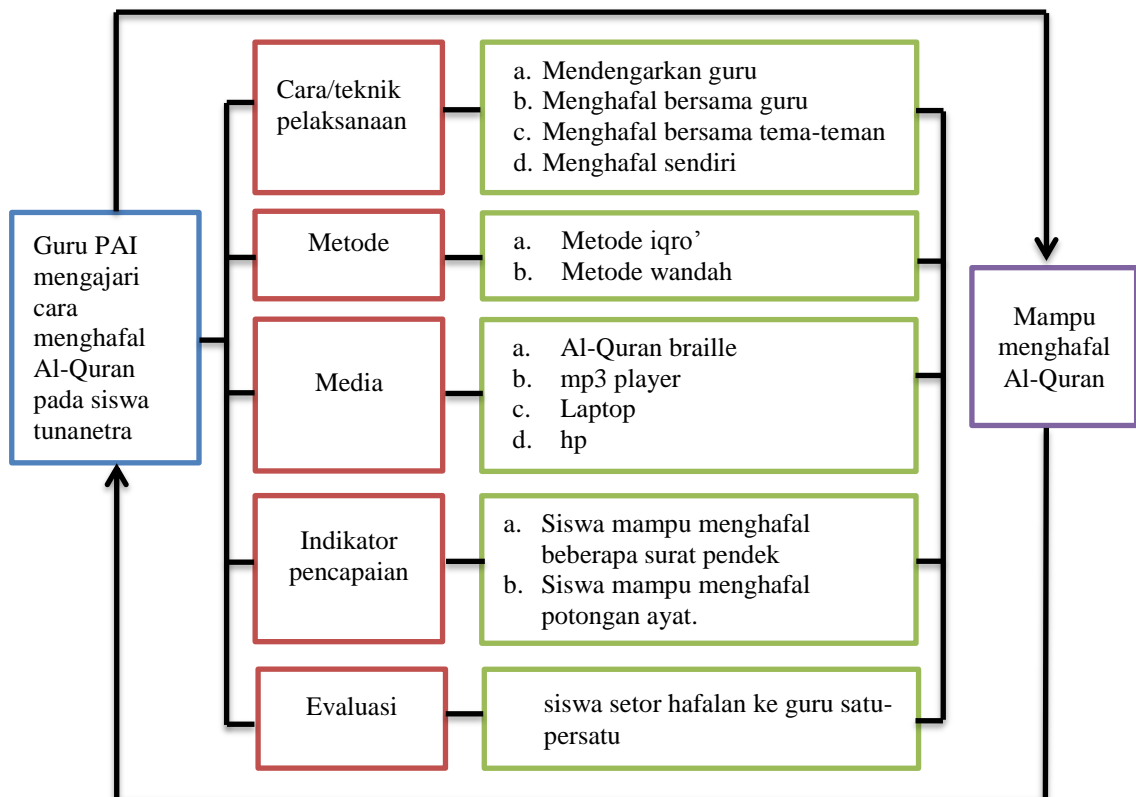 Guru PAI
mengajari
cara
menghafal
Al-Quran
pada siswa
tunanetra
Cara/teknik
pelaksanaan
a. Mendengarkan guru
b. Menghafal bersama guru
c. Menghafal bersama tema-teman
d. Menghafal sendiri
Metode
a. Metode iqro’
b. Metode wandah
Media
a. Al-Quran braille
b. mp3 player
c. Laptop
d. hp
Indikator
pencapaian
a. Siswa mampu menghafal
beberapa surat pendek
b. Siswa mampu menghafal
potongan ayat.
Evaluasi
siswa setor hafalan ke guru satu-
persatu
Mampu
menghafal
Al-Quran